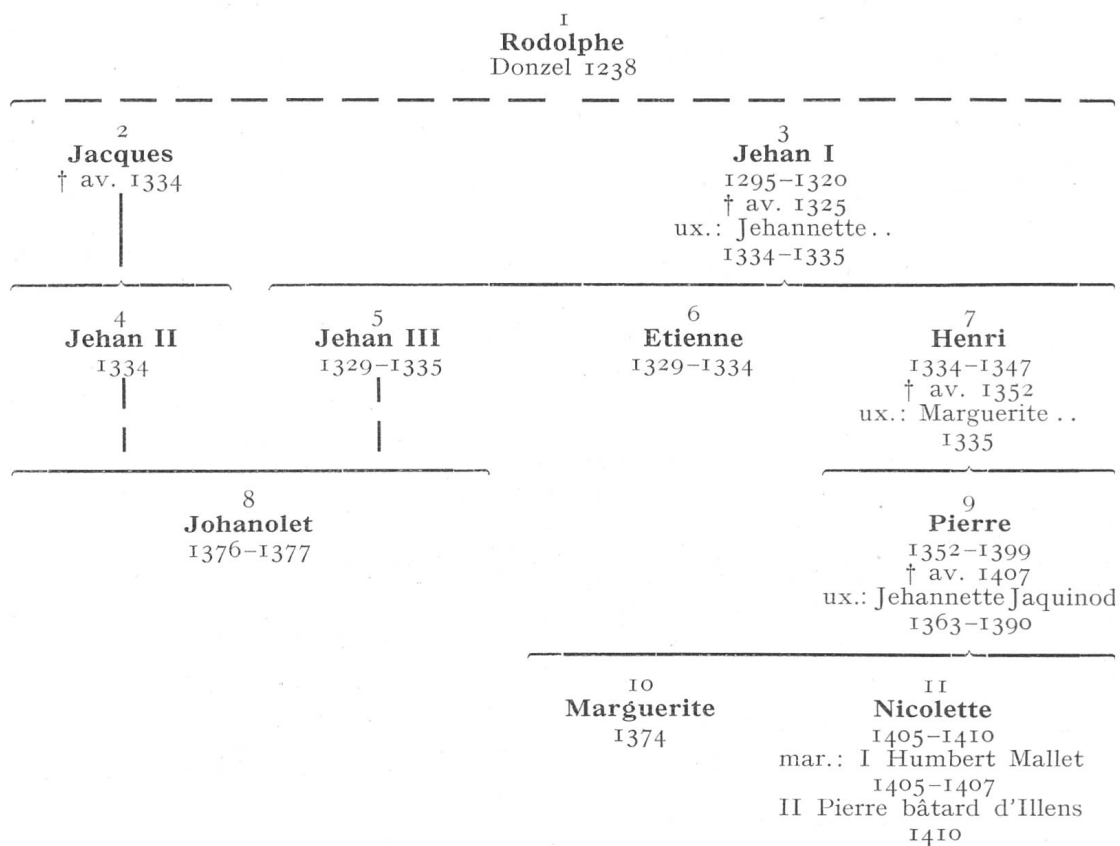 1
Rodolphe
Donzel 1238
2
Jacques
† av. 1334
3
Jehan I
1295–1320
† av. 1325
ux.: Jehannette . .
1334–1335
4
Jehan II
1334
5
Jehan III
1329–1335
6
Etienne
1329–1334
7
Henri
1334–1347
† av. 1352
ux.: Marguerite . .
1335
8
Johanolet
1376–1377
9
Pierre
1352–1399
† av. 1407
ux.: Jehannette Jaquinod
1363–1390
10
Marguerite
1374
11
Nicolette
1405–1410
mar.: I Humbert Mallet
1405–1407
II Pierre bâtard d'Illens
1410